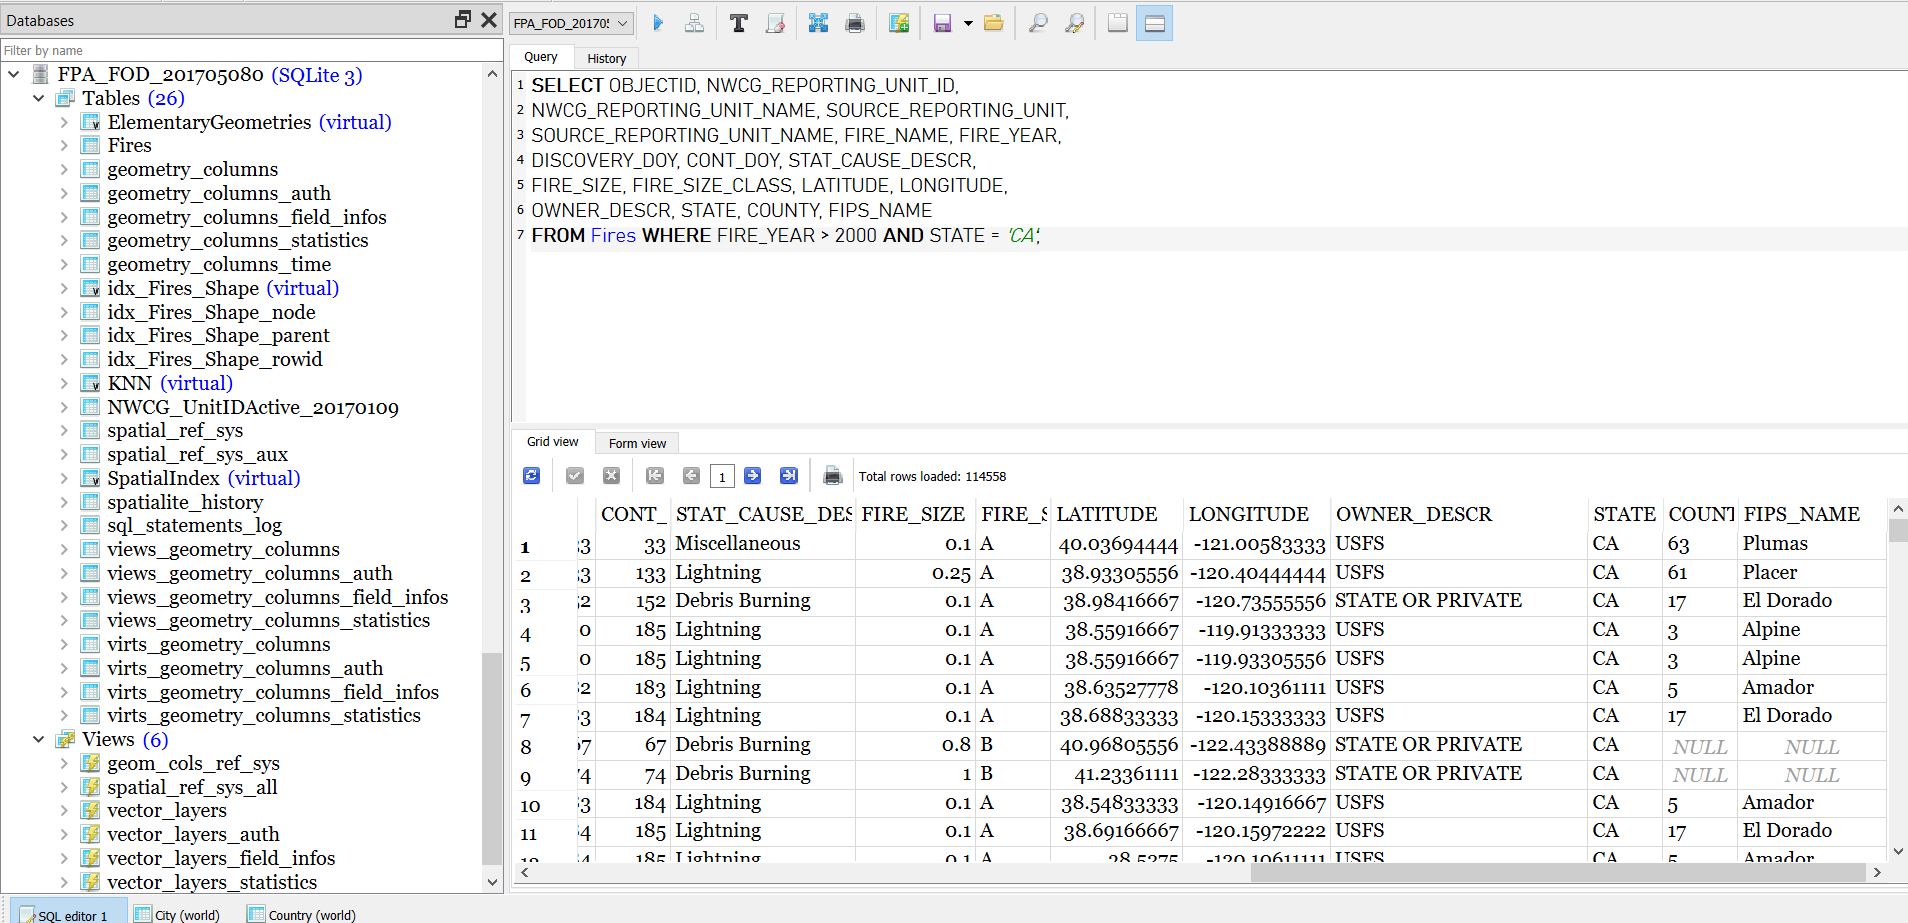 Databases
Filter by name
FPA_FOD_201705080 (SQLite 3)
Tables (26)
ElementaryGeometries (virtual)
Fires
geometry_columns
geometry_columns_auth
geometry_columns_field_infos
geometry_columns_statistics
geometry_columns_time
idx_Fires_Shape (virtual)
idx_Fires_Shape_node
idx_Fires_Shape_parent
idx_Fires_Shape_rowid
KNN (virtual)
NWCG_UnitIDActive_20170109
spatial_ref_sys
spatial_ref_sys_aux
SpatialIndex (virtual)
spatialite_history
sql_statements_log
views_geometry_columns
views_geometry_columns_auth
views_geometry_columns_field_infos
views_geometry_columns_statistics
virts_geometry_columns
virts_geometry_columns_auth
virts_geometry_columns_field_infos
virts_geometry_columns_statistics
Views (6)
geom_cols_ref_sys
spatial_ref_sys_all
vector_layers
vector_layers_auth
vector_layers_field_infos
vector_layers_statistics
FPA_FOD_20170
Query History
1 SELECT OBJECTID, NWCG_REPORTING_UNIT_ID,
2 NWCG_REPORTING_UNIT_NAME, SOURCE_REPORTING_UNIT,
3 SOURCE_REPORTING_UNIT_NAME, FIRE_NAME, FIRE_YEAR,
4 DISCOVERY_DOY, CONT_DOY, STAT_CAUSE_DESCR,
5 FIRE_SIZE, FIRE_SIZE_CLASS, LATITUDE, LONGITUDE,
6 OWNER_DESCR, STATE, COUNTY, FIPS_NAME
7 FROM Fires WHERE FIRE_YEAR > 2000 AND STATE = 'CA';
Grid view Form view
1 Total rows loaded: 114558
CONT_ STAT_CAUSE_DES FIRE_SIZE FIRE_S LATITUDE LONGITUDE OWNER_DESCR STATE COUNT FIPS_NAME
1 33 33 Miscellaneous 0.1 A 40.03694444 -121.00583333 USFS CA 63 Plumas
2 33 133 Lightning 0.25 A 38.93305556 -120.40444444 USFS CA 61 Placer
3 52 152 Debris Burning 0.1 A 38.98416667 -120.73555556 STATE OR PRIVATE CA 17 El Dorado
4 0 185 Lightning 0.1 A 38.55916667 -119.91333333 USFS CA 3 Alpine
5 0 185 Lightning 0.1 A 38.55916667 -119.93305556 USFS CA 3 Alpine
6 82 183 Lightning 0.1 A 38.63527778 -120.10361111 USFS CA 5 Amador
7 3 184 Lightning 0.1 A 38.68833333 -120.15333333 USFS CA 17 El Dorado
8 67 67 Debris Burning 0.8 B 40.96805556 -122.43388889 STATE OR PRIVATE CA NULL NULL
9 74 74 Debris Burning 1 B 41.23361111 -122.28333333 STATE OR PRIVATE CA NULL NULL
10 3 184 Lightning 0.1 A 38.54833333 -120.14916667 USFS CA 5 Amador
11 4 185 Lightning 0.1 A 38.69166667 -120.15972222 USFS CA 17 El Dorado
12 4 185 Lightning 0.1 A 38.5375 -120.10611111 USFS CA 5 Amador
SQL editor 1 City (world) Country (world)